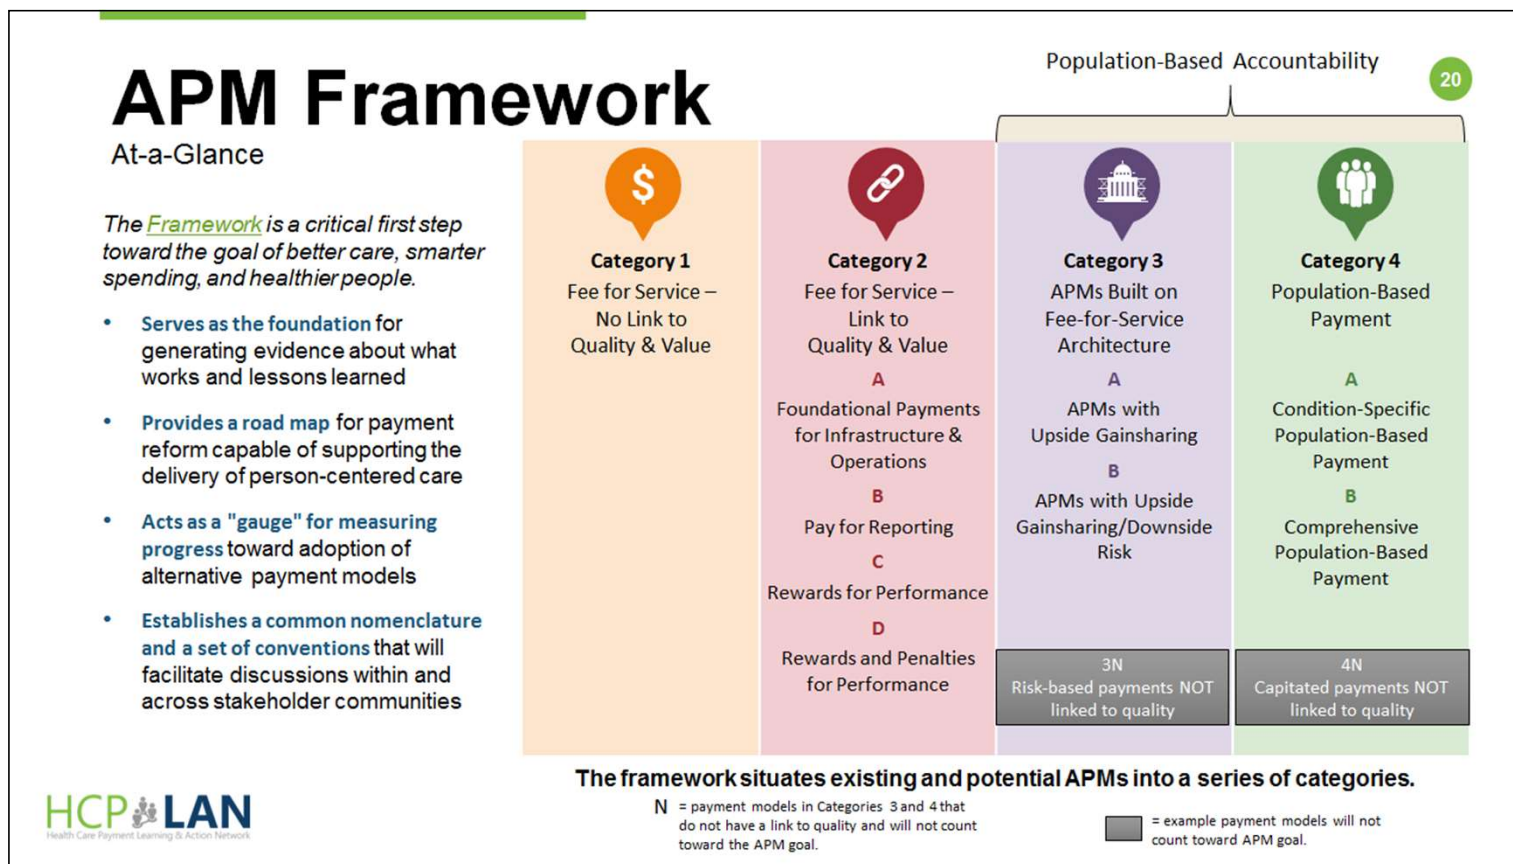 APM Framework
At-a-Glance
The Framework is a critical first step
toward the goal of better care, smarter
spending, and healthier people.
• Serves as the foundation for
generating evidence about what
works and lessons learned
• Provides a road map for payment
reform capable of supporting the
delivery of person-centered care
• Acts as a "gauge" for measuring
progress toward adoption of
alternative payment models
• Establishes a common nomenclature
and a set of conventions that will
facilitate discussions within and
across stakeholder communities
HCP LAN
Health Care Payment Learning & Action Network
Population-Based Accountability
20
$
Category 1
Fee for Service –
No Link to
Quality & Value
Category 2
Fee for Service –
Link to
Quality & Value
A
Foundational Payments
for Infrastructure &
Operations
B
Pay for Reporting
C
Rewards for Performance
D
Rewards and Penalties
for Performance
Category 3
APMs Built on
Fee-for-Service
Architecture
A
APMs with
Upside Gainsharing
B
APMs with Upside
Gainsharing/Downside
Risk
3N
Risk-based payments NOT
linked to quality
Category 4
Population-Based
Payment
A
Condition-Specific
Population-Based
Payment
B
Comprehensive
Population-Based
Payment
4N
Capitated payments NOT
linked to quality
The framework situates existing and potential APMs into a series of categories.
N = payment models in Categories 3 and 4 that
do not have a link to quality and will not count
toward the APM goal.
= example payment models will not
count toward APM goal.